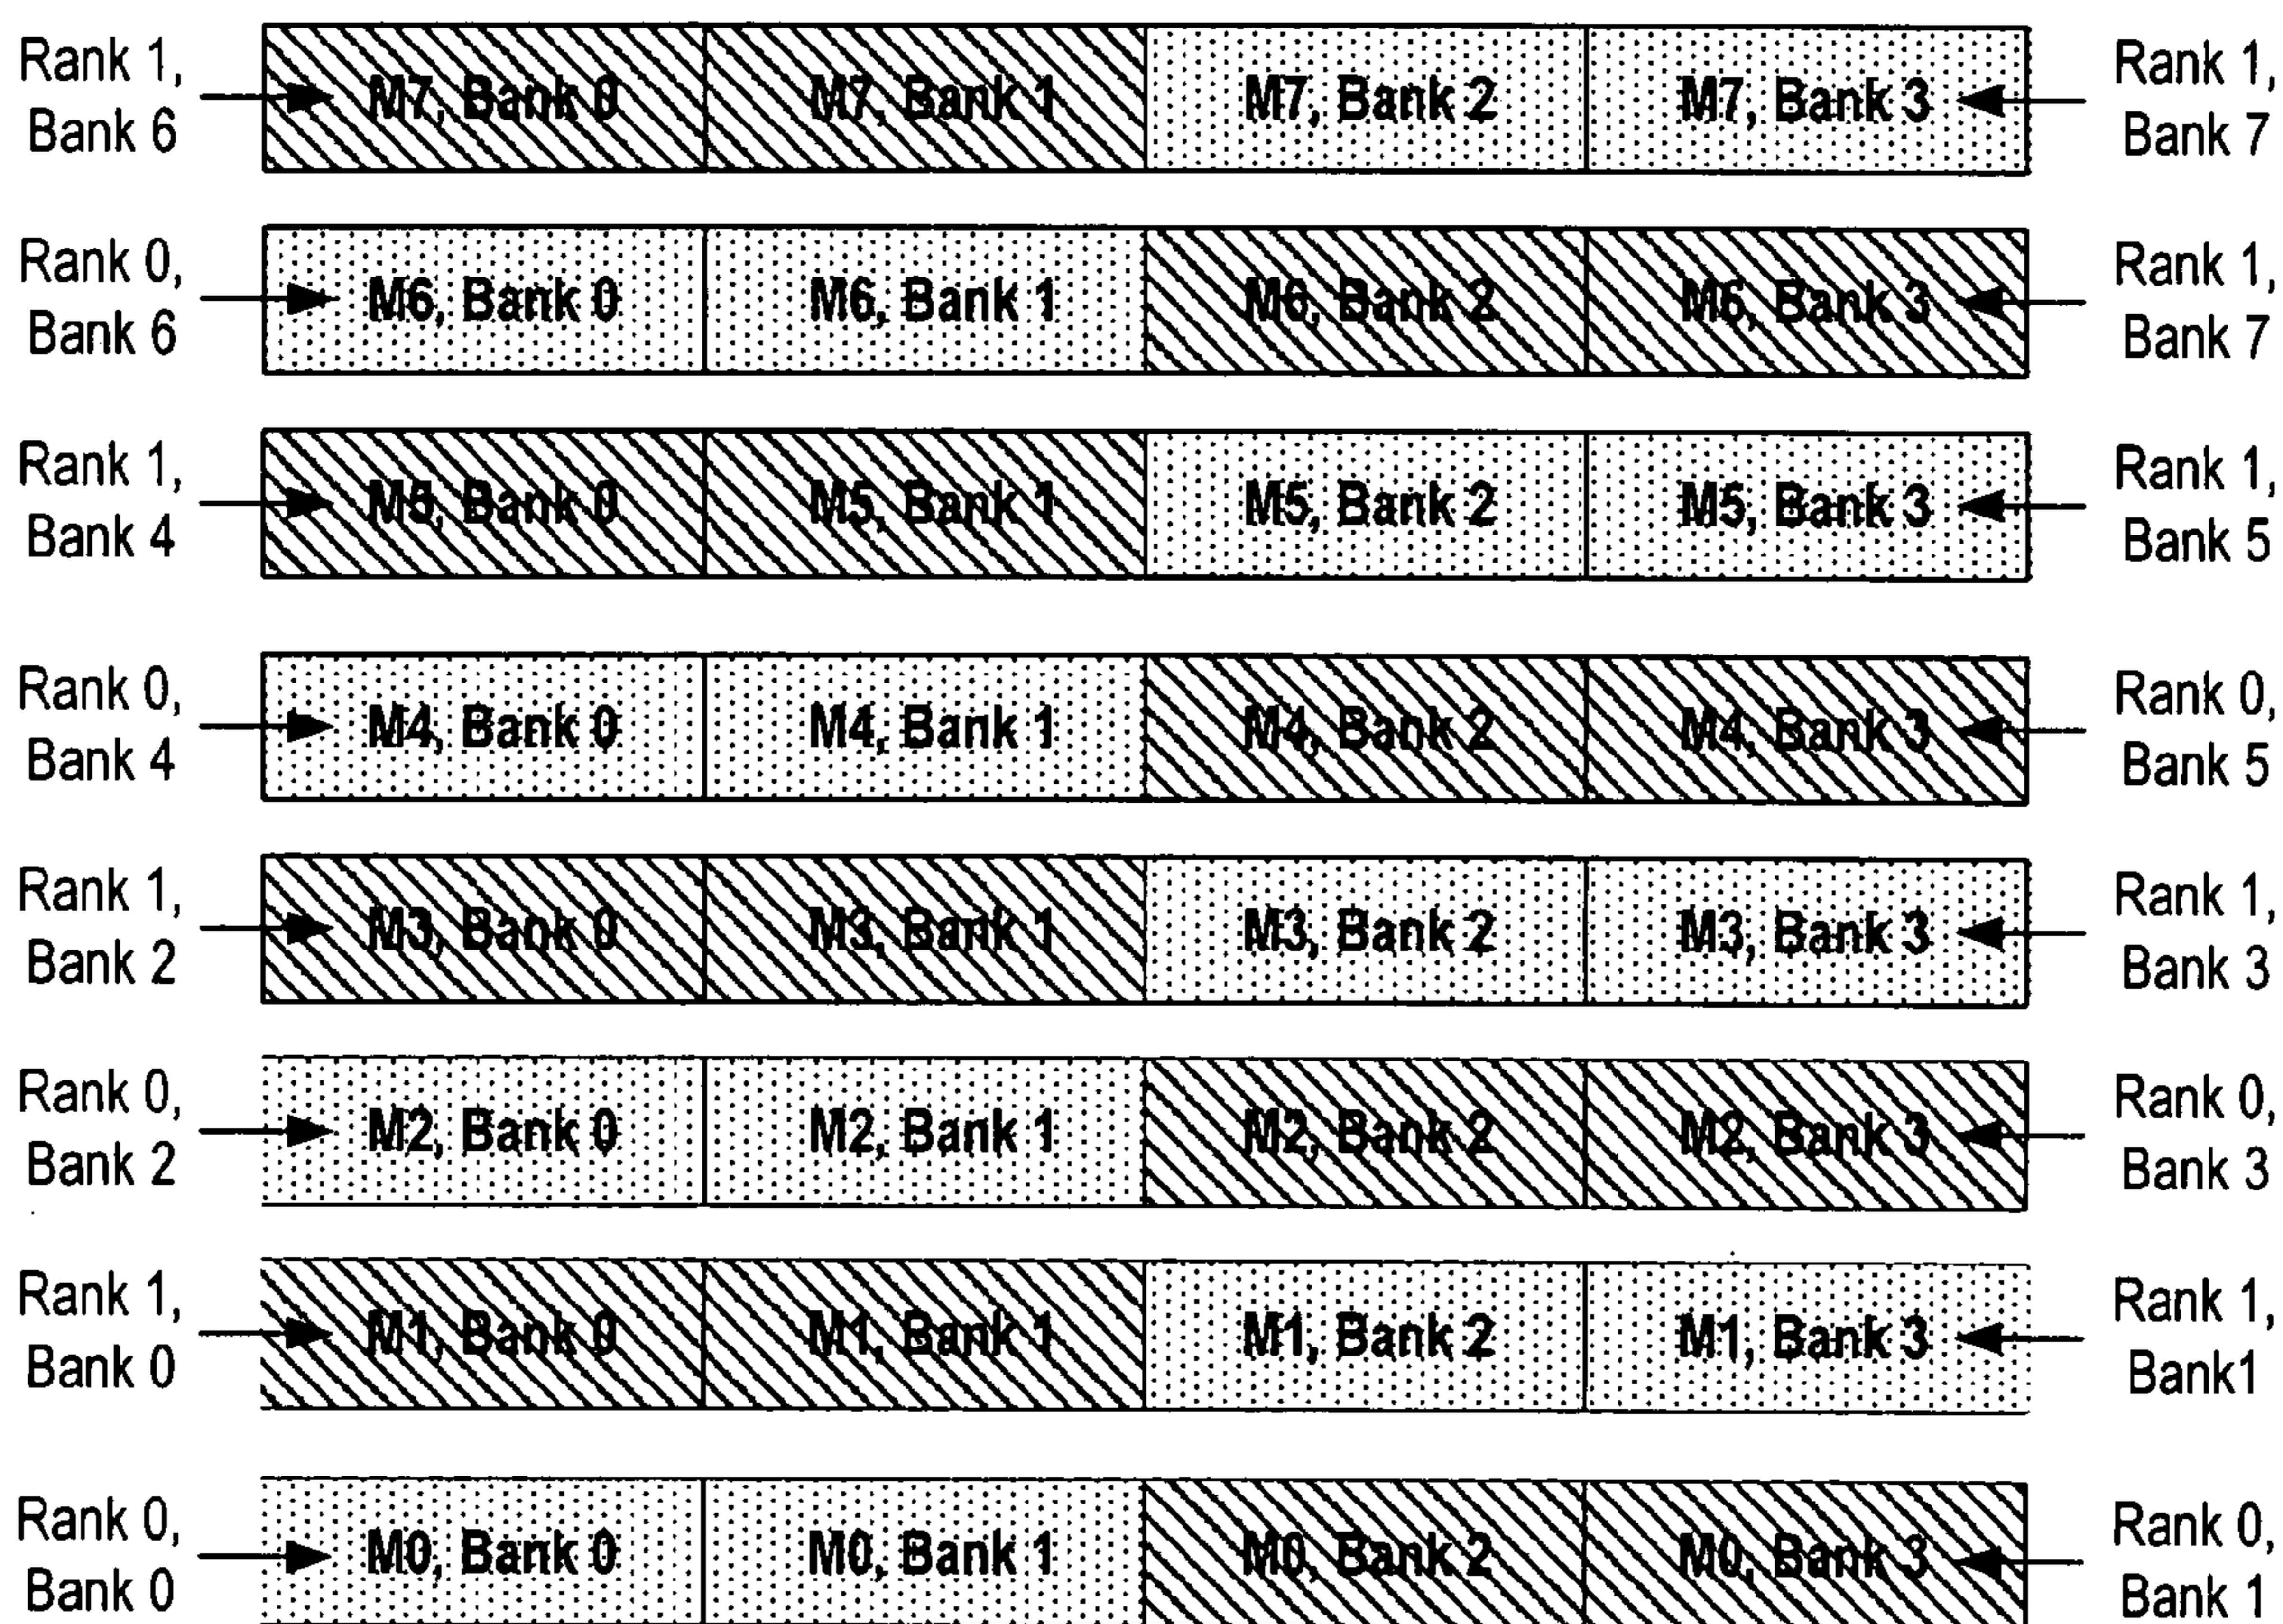 Rank 1,
Bank 6
M7, Bank 0
M7, Bank 1
M7, Bank 2
M7, Bank 3
Rank 1,
Bank 7
Rank 0,
Bank 6
M6, Bank 0
M6, Bank 1
M6, Bank 2
M6, Bank 3
Rank 1,
Bank 7
Rank 1,
Bank 4
M5, Bank 0
M5, Bank 1
M5, Bank 2
M5, Bank 3
Rank 1,
Bank 5
Rank 0,
Bank 4
M4, Bank 0
M4, Bank 1
M4, Bank 2
M4, Bank 3
Rank 0,
Bank 5
Rank 1,
Bank 2
M3, Bank 0
M3, Bank 1
M3, Bank 2
M3, Bank 3
Rank 1,
Bank 3
Rank 0,
Bank 2
M2, Bank 0
M2, Bank 1
M2, Bank 2
M2, Bank 3
Rank 0,
Bank 3
Rank 1,
Bank 0
M1, Bank 0
M1, Bank 1
M1, Bank 2
M1, Bank 3
Rank 1,
Bank1
Rank 0,
Bank 0
M0, Bank 0
M0, Bank 1
M0, Bank 2
M0, Bank 3
Rank 0,
Bank 1